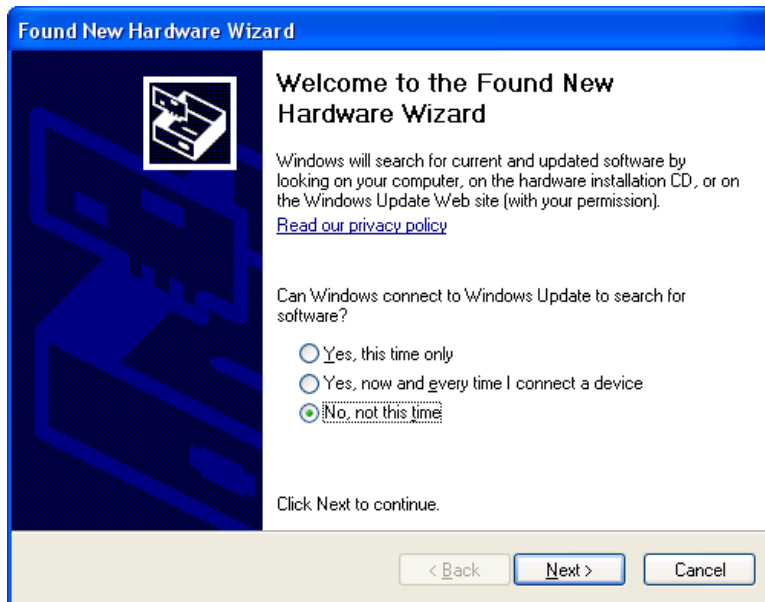 Found New Hardware Wizard
Welcome to the Found New
Hardware Wizard
Windows will search for current and updated software by
looking on your computer, on the hardware installation CD, or on
the Windows Update Web site (with your permission).
Read our privacy policy
Can Windows connect to Windows Update to search for
software?
Yes, this time only
Yes, now and every time I connect a device
No, not this time
Click Next to continue.
< Back Next > Cancel